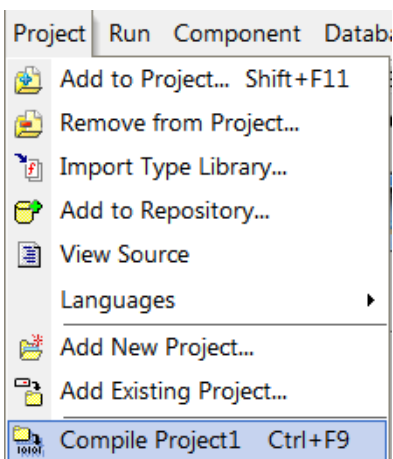 Project Run Component Datab
Add to Project... Shift+F11
Remove from Project...
Import Type Library...
Add to Repository...
View Source
Languages
Add New Project...
Add Existing Project...
Compile Project1 Ctrl+F9